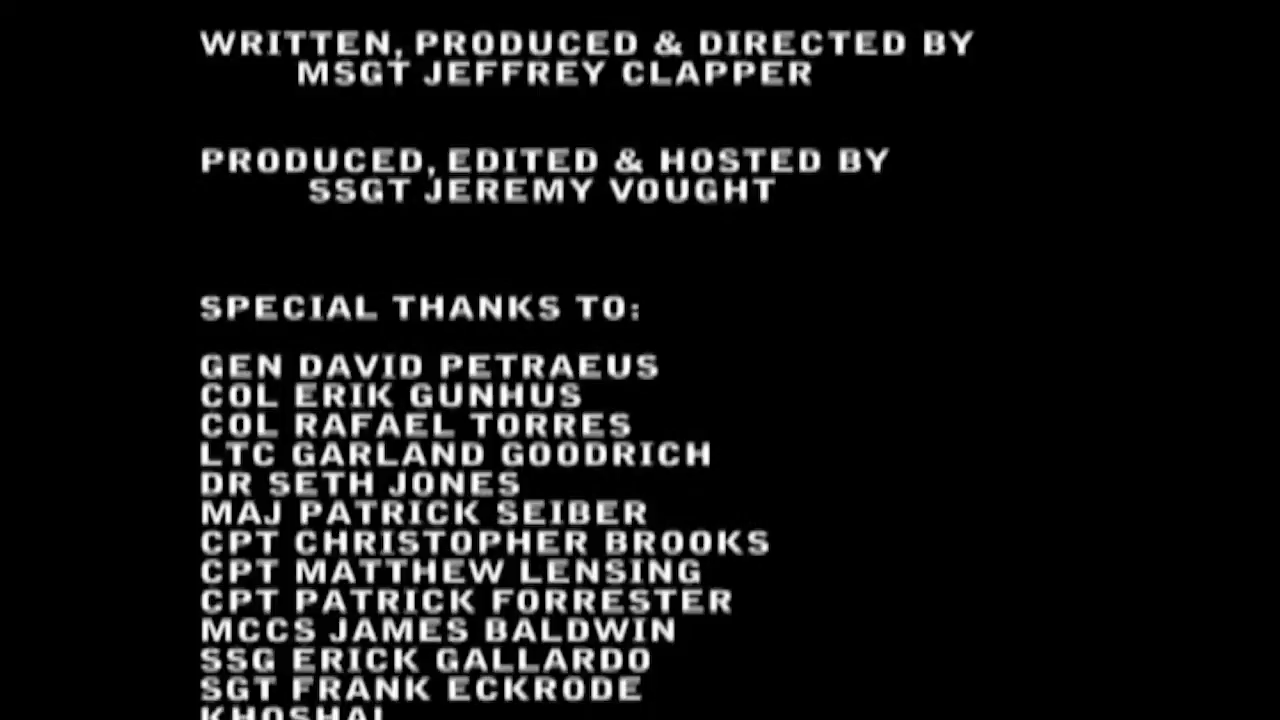 WRITTEN, PRODUCED & DIRECTED BY
MSGT JEFFREY CLAPPER
PRODUCED, EDITED & HOSTED BY
SSGT JEREMY VOUGHT
SPECIAL THANKS TO:
GEN DAVID PETRAEUS
COL ERIK GUNHUS
COL RAFAEL TORRES
LTC GARLAND GOODRICH
DR SETH JONES
MAJ PATRICK SEIBER
CPT CHRISTOPHER BROOKS
CPT MATTHEW LENSING
CPT PATRICK FORRESTER
MCCS JAMES BALDWIN
SSG ERICK GALLARDO
SGT FRANK ECKRODE